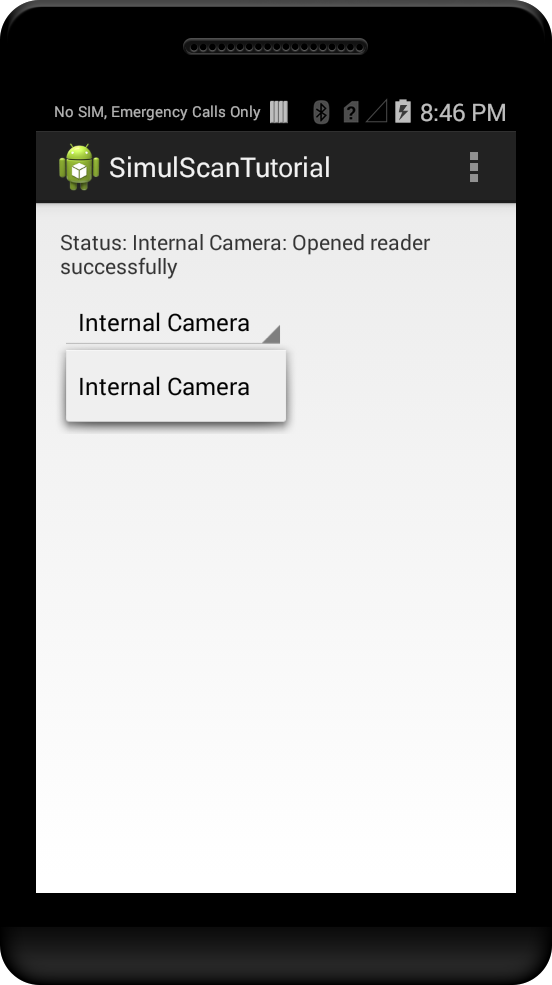 No SIM, Emergency Calls Only 8:46 PM
SimulScanTutorial
Status: Internal Camera: Opened reader
successfully
Internal Camera
Internal Camera